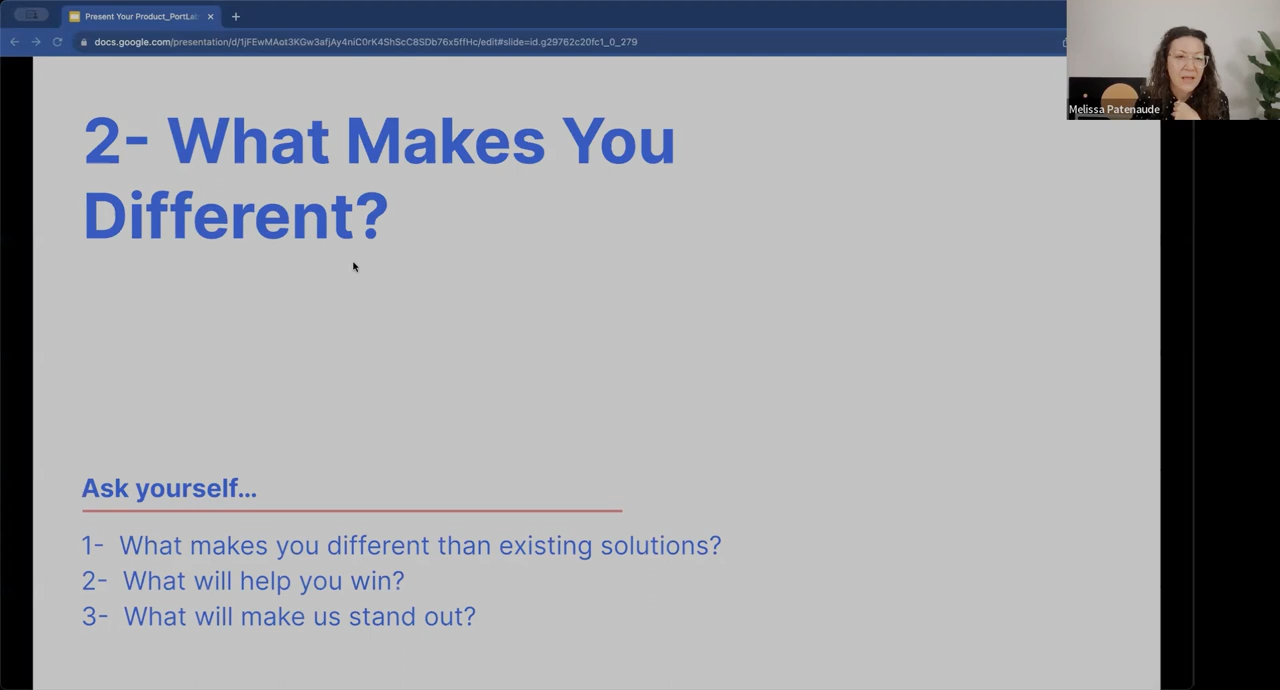 Present Your Product_PortLa
docs.google.com/presentation/d/1jFEwMAot3KGw3afjAy4niC0rK4ShScC8SDb76x5ffHc/edit#slide=id.g29762c20fc1_0_279
Melissa Patenaude
2- What Makes You
Different?
Ask yourself...
1- What makes you different than existing solutions?
2- What will help you win?
3- What will make us stand out?